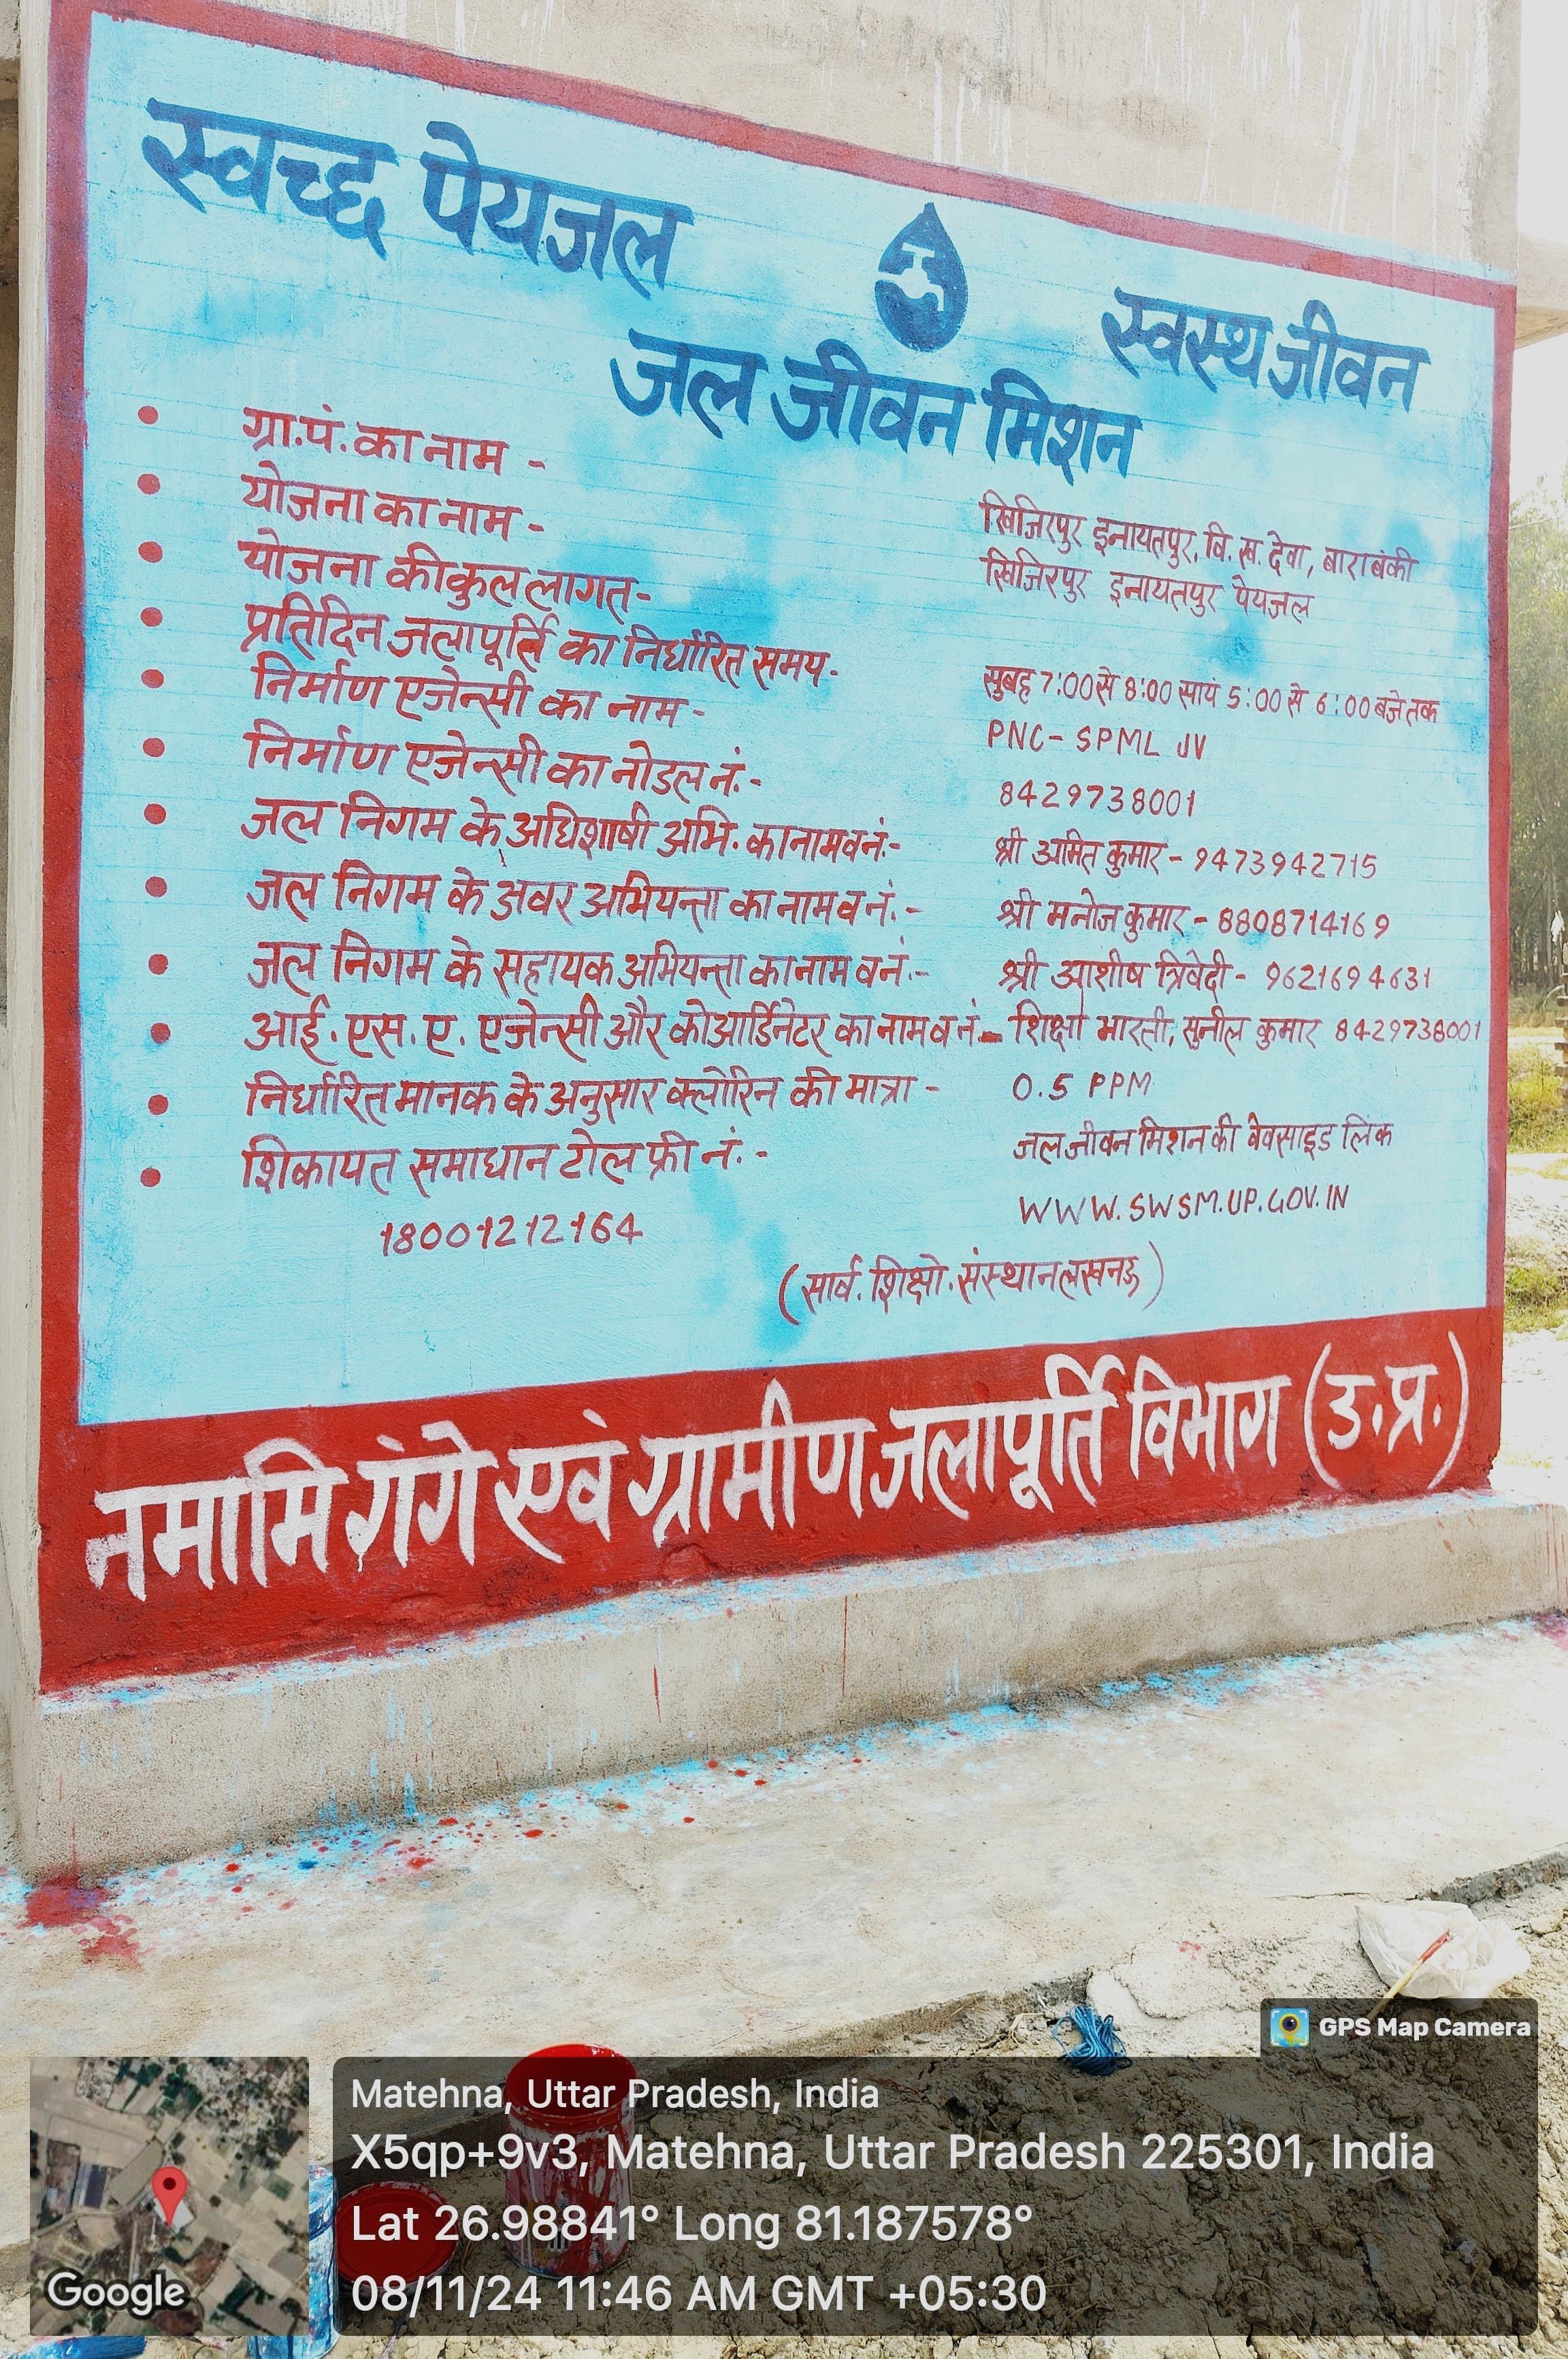 स्वच्छ पेयजल स्वस्थ जीवन
जल जीवन मिशन
• ग्रा.पं. का नाम - खिजिरपुर इनायतपुर, वि.ख. देवा, बाराबंकी
• योजना का नाम - खिजिरपुर इनायतपुर पेयजल
• योजना की कुल लागत-
• प्रतिदिन जलापूर्ति का निर्धारित समय- सुबह 7:00 से 8:00 सायं 5:00 से 6:00 बजे तक
• निर्माण एजेन्सी का नाम - PNC- SPML JV
• निर्माण एजेन्सी का नोडल नं.- 8429738001
• जल निगम के अधिशाषी अभि. का नाम व नं.- श्री अमित कुमार - 9473942715
• जल निगम के अवर अभियन्ता का नाम व नं.- श्री मनोज कुमार - 8808714169
• जल निगम के सहायक अभियन्ता का नाम व नं.- श्री आशीष त्रिवेदी - 9621694631
• आई.एस.ए. एजेन्सी और कोआर्डिनेटर का नाम व नं.- शिक्षा भारती, सुनील कुमार 8429738001
• निर्धारित मानक के अनुसार क्लोरिन की मात्रा - 0.5 PPM
• शिकायत समाधान टोल फ्री नं.- जल जीवन मिशन की वेवसाइड लिंक
18001212164 WWW.SWSM.UP.GOV.IN
(सार्व. शिक्षो. संस्थान लखनऊ)
नमामि गंगे एवं ग्रामीण जलापूर्ति विभाग (उ.प्र.)
GPS Map Camera
Matehna, Uttar Pradesh, India
X5qp+9v3, Matehna, Uttar Pradesh 225301, India
Lat 26.98841° Long 81.187578°
08/11/24 11:46 AM GMT +05:30
Google